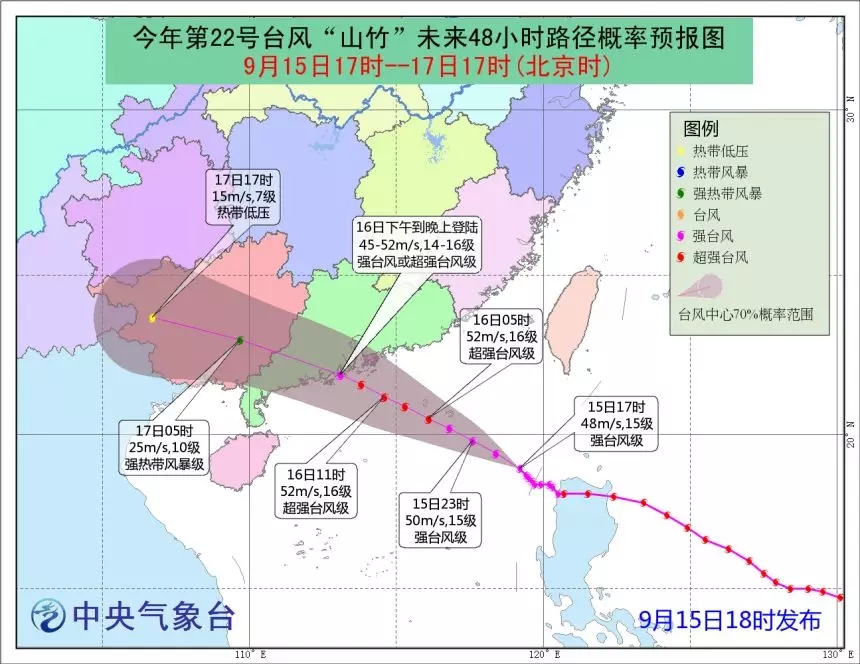 今年第22号台风“山竹”未来48小时路径概率预报图
9月15日17时--17日17时(北京时)
30° N
图例
热带低压
热带风暴
强热带风暴
台风
强台风
超强台风
台风中心70%概率范围
17日17时
15m/s,7级
热带低压
16日下午到晚上登陆
45-52m/s,14-16级
强台风或超强台风级
16日05时
52m/s,16级
超强台风级
15日17时
48m/s,15级
强台风级
17日05时
25m/s,10级
强热带风暴级
16日11时
52m/s,16级
超强台风级
15日23时
50m/s,15级
强台风级
20° N
中央气象台
9月15日18时发布
110° E
120° E
130° E